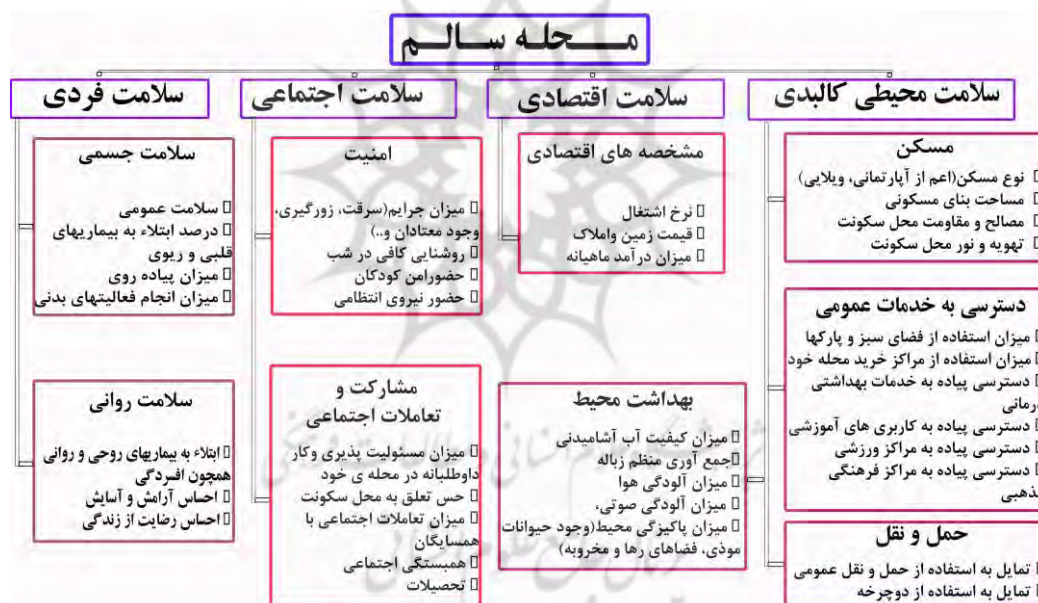 مـــحله ســـالــم
سلامت محیطی کالبدی
مسکن
نوع مسکن(اعم از آپارتمانی، ویلایی)
مساحت بنای مسکونی
مصالح و مقاومت محل سکونت
تهویه و نور محل سکونت
دسترسی به خدمات عمومی
میزان استفاده از فضای سبز و پارکها
میزان استفاده از مراکز خرید محله خود
دسترسی پیاده به خدمات بهداشتی
درمانی
دسترسی پیاده به کاربری های آموزشی
دسترسی پیاده به مراکز ورزشی
دسترسی پیاده به مراکز فرهنگی
مذهبی
حمل و نقل
تمایل به استفاده از حمل و نقل عمومی
تمایل به استفاده از دوچرخه
بهداشت محیط
میزان کیفیت آب آشامیدنی
جمع آوری منظم زباله
میزان آلودگی هوا
میزان آلودگی صوتی،
میزان پاکیزگی محیط(وجود حیوانات
موذی، فضاهای رها و مخروبه)
سلامت اقتصادی
مشخصه های اقتصادی
نرخ اشتغال
قیمت زمین واملاک
میزان درآمد ماهیانه
سلامت اجتماعی
امنیت
میزان جرایم(سرقت، زورگیری،
وجود معتادان و..)
روشنایی کافی در شب
حضورامن کودکان
حضور نیروی انتظامی
مشارکت و
تعاملات اجتماعی
میزان مسئولیت پذیری وکار
داوطلبانه در محله ی خود
حس تعلق به محل سکونت
میزان تعاملات اجتماعی با
همسایگان
همبستگی اجتماعی
تحصیلات
سلامت فردی
سلامت جسمی
سلامت عمومی
درصد ابتلاء به بیماریهای
قلبی و ریوی
میزان پیاده روی
میزان انجام فعالیتهای بدنی
سلامت روانی
ابتلاء به بیماریهای روحی و روانی
همچون افسردگی
احساس آرامش و آسایش
احساس رضایت از زندگی